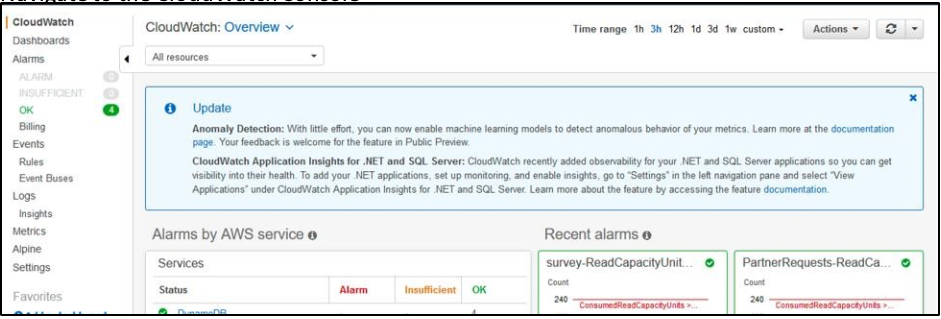 Navigate to the CloudWatch Console
CloudWatch
Dashboards
Alarms
ALARM 0
INSUFFICIENT 0
OK 4
Billing
Events
Rules
Event Buses
Logs
Insights
Metrics
Alpine
Settings
Favorites
CloudWatch: Overview
Time range 1h 3h 12h 1d 3d 1w custom
Actions
All resources
Update
Anomaly Detection: With little effort, you can now enable machine learning models to detect anomalous behavior of your metrics. Learn more at the documentation
page. Your feedback is welcome for the feature in Public Preview.
CloudWatch Application Insights for .NET and SQL Server: CloudWatch recently added observability for your .NET and SQL Server applications so you can get
visibility into their health. To add your .NET applications, set up monitoring, and enable insights, go to "Settings" in the left navigation pane and select "View
Applications" under CloudWatch Application Insights for .NET and SQL Server. Learn more about the feature by accessing the feature documentation.
Alarms by AWS service
Services
Status Alarm Insufficient OK
DynamoDB 4
Recent alarms
survey-ReadCapacityUnit...
Count
240
ConsumedReadCapacityUnits >...
PartnerRequests-ReadCa...
Count
240
ConsumedReadCapacityUnits >...